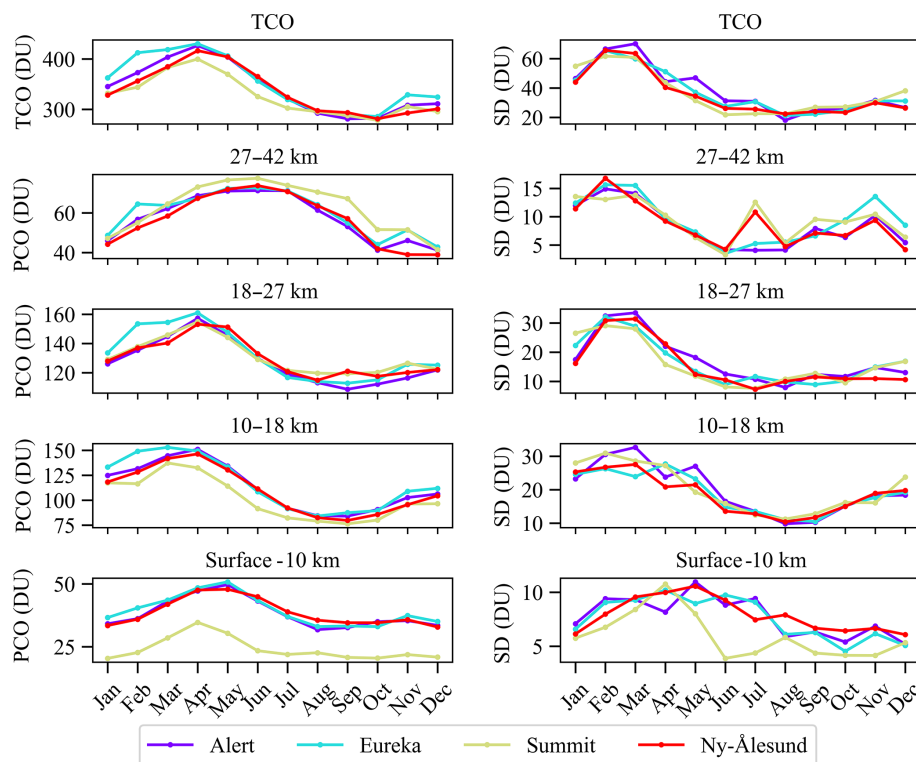 TCO
TCO
TCO (DU)
400
300
SD (DU)
60
40
20
27–42 km
27–42 km
PCO (DU)
60
40
SD (DU)
15
10
5
18–27 km
18–27 km
PCO (DU)
160
140
120
SD (DU)
30
20
10
10–18 km
10–18 km
PCO (DU)
150
125
100
75
SD (DU)
30
20
10
Surface -10 km
Surface -10 km
PCO (DU)
50
25
SD (DU)
10
5
Jan Feb Mar Apr May Jun Jul Aug Sep Oct Nov Dec
Jan Feb Mar Apr May Jun Jul Aug Sep Oct Nov Dec
Alert Eureka Summit Ny-Ålesund